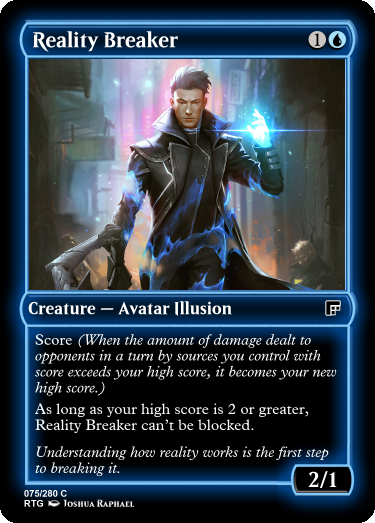 Reality Breaker 1
Creature — Avatar Illusion
Score (When the amount of damage dealt to
opponents in a turn by sources you control with
score exceeds your high score, it becomes your new
high score.)
As long as your high score is 2 or greater,
Reality Breaker can't be blocked.
Understanding how reality works is the first step
to breaking it.
2/1
075/280 C
RTG Joshua Raphael